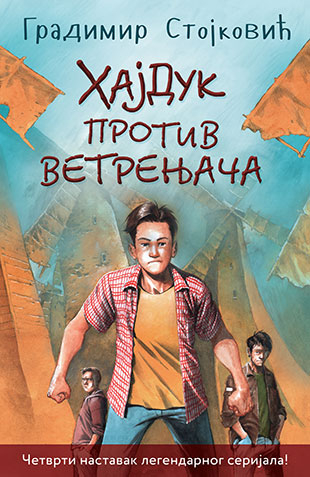 Градимир Стојковић
ХАЈДУК
ПРОТИВ
ВЕТРЕЊАЧА
Четврти наставак легендарног серијала!